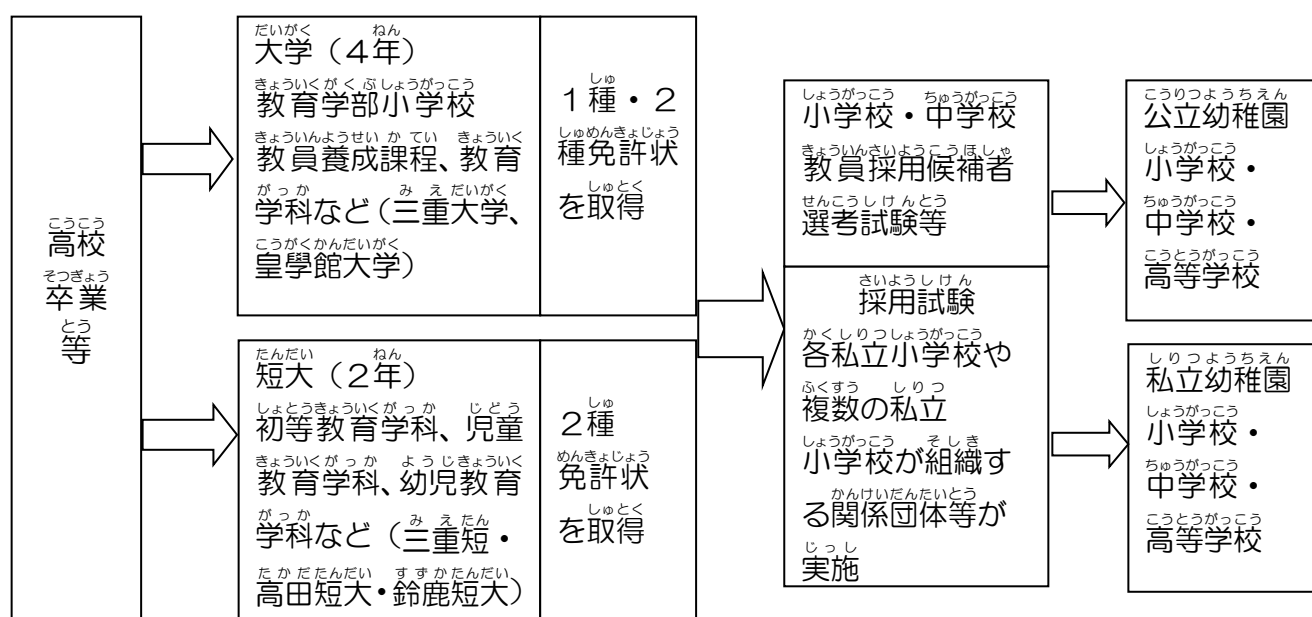 高校
卒業
等
大学（４年）
教育学部小学校
教員養成課程、教育
学科など（三重大学、
皇學館大学）
１種・２
種免許状
を取得
短大（２年）
初等教育学科、児童
教育学科、幼児教育
学科など（三重短・
高田短大・鈴鹿短大）
２種
免許状
を取得
小学校・中学校
教員採用候補者
選考試験等
採用試験
各私立小学校や
複数の私立
小学校が組織す
る関係団体等が
実施
公立幼稚園
小学校・
中学校・
高等学校
私立幼稚園
小学校・
中学校・
高等学校